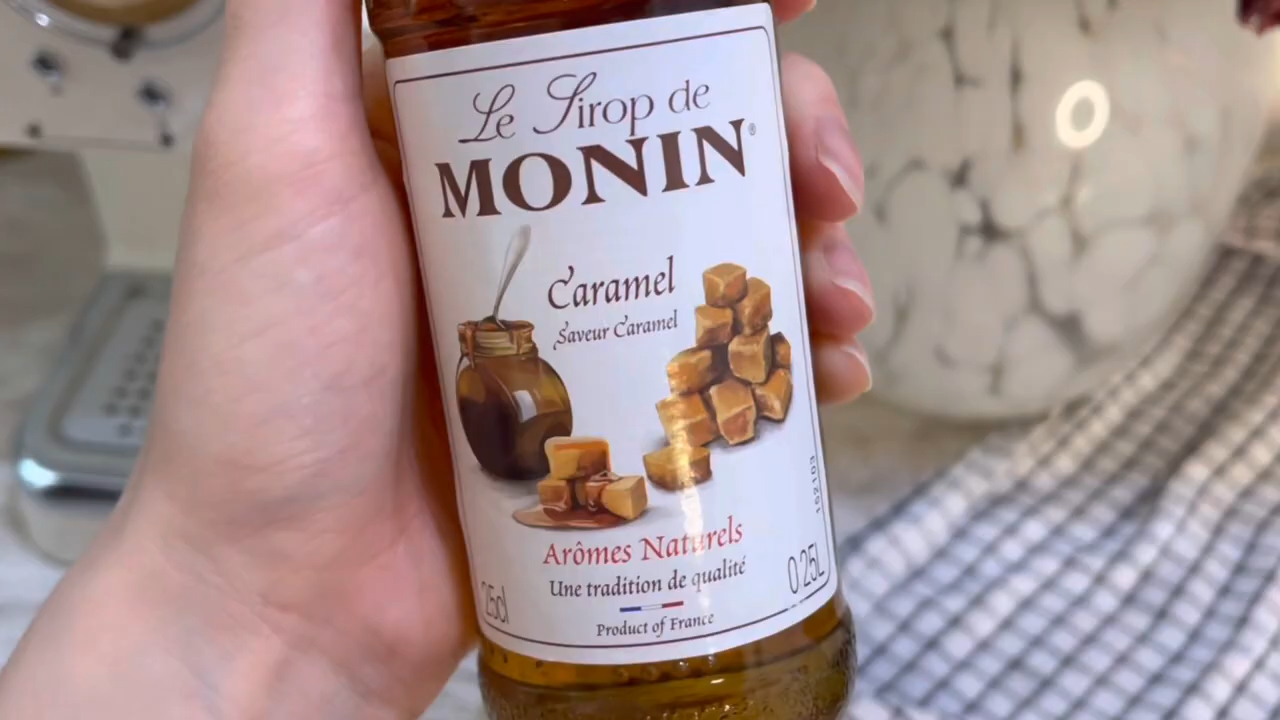 Le Sirop de
MONIN®
Caramel
Saveur Caramel
Arômes Naturels
Une tradition de qualité
25cl
0.25L
Product of France